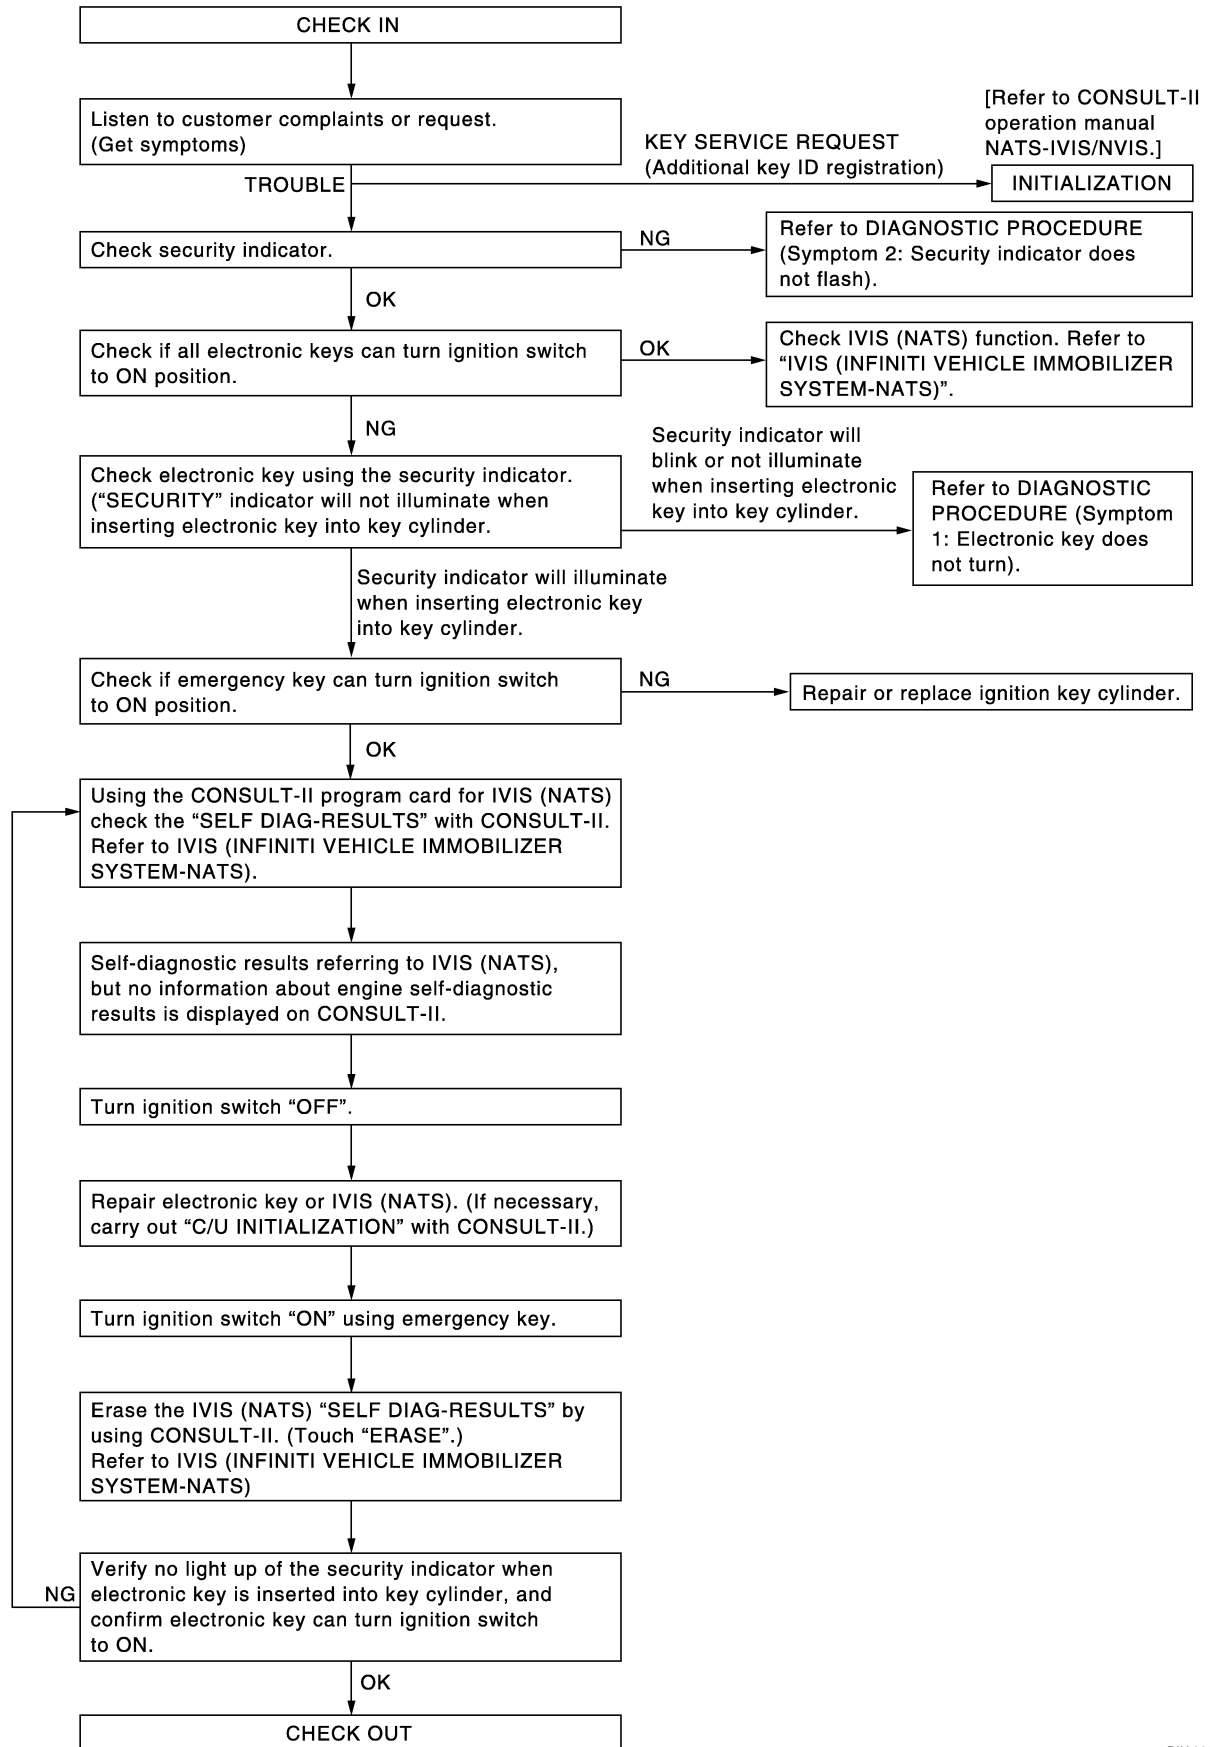 CHECK IN
Listen to customer complaints or request.
(Get symptoms)
KEY SERVICE REQUEST
(Additional key ID registration)
[Refer to CONSULT-II
operation manual
NATS-IVIS/NVIS.]
INITIALIZATION
TROUBLE
Check security indicator.
NG
Refer to DIAGNOSTIC PROCEDURE
(Symptom 2: Security indicator does
not flash).
OK
Check if all electronic keys can turn ignition switch
to ON position.
OK
Check IVIS (NATS) function. Refer to
“IVIS (INFINITI VEHICLE IMMOBILIZER
SYSTEM-NATS)”.
NG
Check electronic key using the security indicator.
(“SECURITY” indicator will not illuminate when
inserting electronic key into key cylinder.
Security indicator will
blink or not illuminate
when inserting electronic
key into key cylinder.
Refer to DIAGNOSTIC
PROCEDURE (Symptom
1: Electronic key does
not turn).
Security indicator will illuminate
when inserting electronic key
into key cylinder.
Check if emergency key can turn ignition switch
to ON position.
NG
Repair or replace ignition key cylinder.
OK
Using the CONSULT-II program card for IVIS (NATS)
check the “SELF DIAG-RESULTS” with CONSULT-II.
Refer to IVIS (INFINITI VEHICLE IMMOBILIZER
SYSTEM-NATS).
Self-diagnostic results referring to IVIS (NATS),
but no information about engine self-diagnostic
results is displayed on CONSULT-II.
Turn ignition switch “OFF”.
Repair electronic key or IVIS (NATS). (If necessary,
carry out “C/U INITIALIZATION” with CONSULT-II.)
Turn ignition switch “ON” using emergency key.
Erase the IVIS (NATS) “SELF DIAG-RESULTS” by
using CONSULT-II. (Touch “ERASE”.)
Refer to IVIS (INFINITI VEHICLE IMMOBILIZER
SYSTEM-NATS)
Verify no light up of the security indicator when
electronic key is inserted into key cylinder, and
confirm electronic key can turn ignition switch
to ON.
NG
OK
CHECK OUT